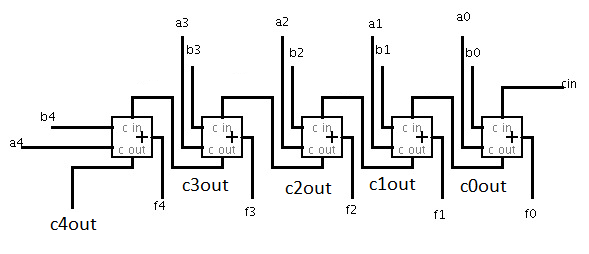 a3 a2 a1 a0
b3 b2 b1 b0
cin
b4
c in c in c in c in c in
+ + + + +
a4
c out c out c out c out c out
c3out c2out c1out c0out
f4 f3 f2 f1 f0
c4out